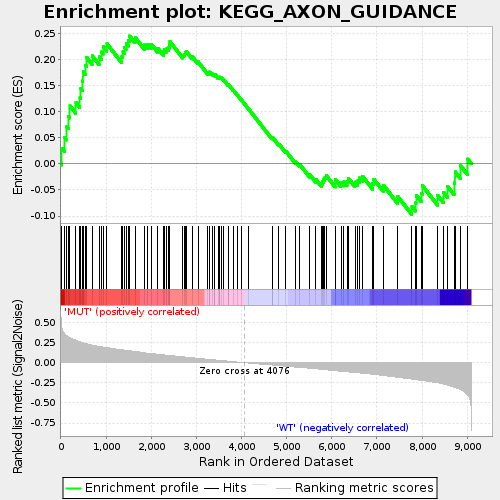 Enrichment plot: KEGG_AXON_GUIDANCE
Enrichment score (ES)
0.25
0.20
0.15
0.10
0.05
0.00
-0.05
-0.10
'MUT' (positively correlated)
Ranked list metric (Signal2Noise)
0.50
0.25
0.00
-0.25
-0.50
-0.75
Zero cross at 4076
'WT' (negatively correlated)
0
1,000
2,000
3,000
4,000
5,000
6,000
7,000
8,000
9,000
Rank in Ordered Dataset
Enrichment profile
Hits
Ranking metric scores